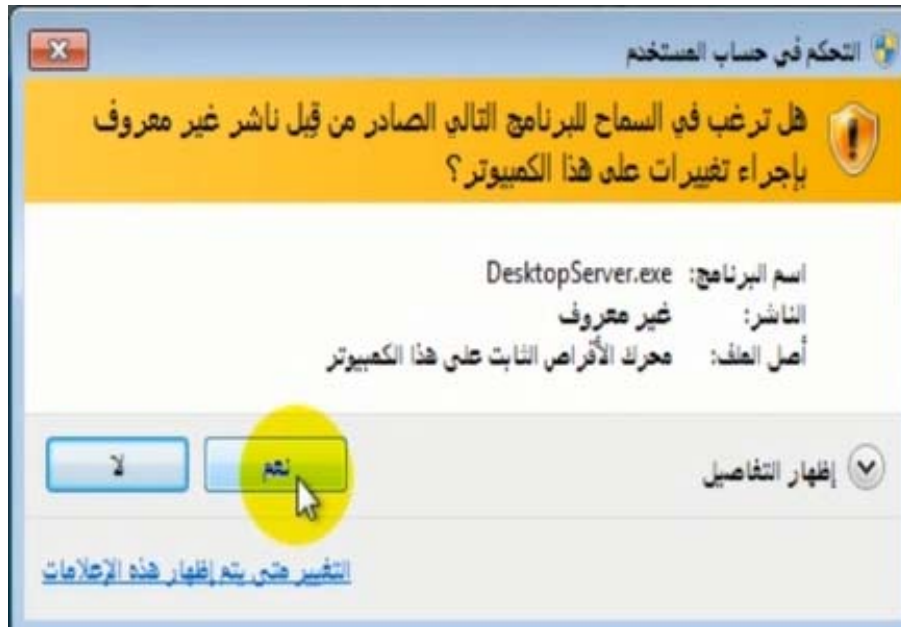 التحكم في حساب المستخدم
هل ترغب في السماح للبرنامج التالي الصادر من قِبل ناشر غير معروف
بإجراء تغييرات على هذا الكمبيوتر؟
اسم البرنامج: DesktopServer.exe
الناشر: غير معروف
أصل الملف: محرك الأقراص الثابت على هذا الكمبيوتر
إظهار التفاصيل نعم لا
التغيير متى يتم إظهار هذه الإعلامات